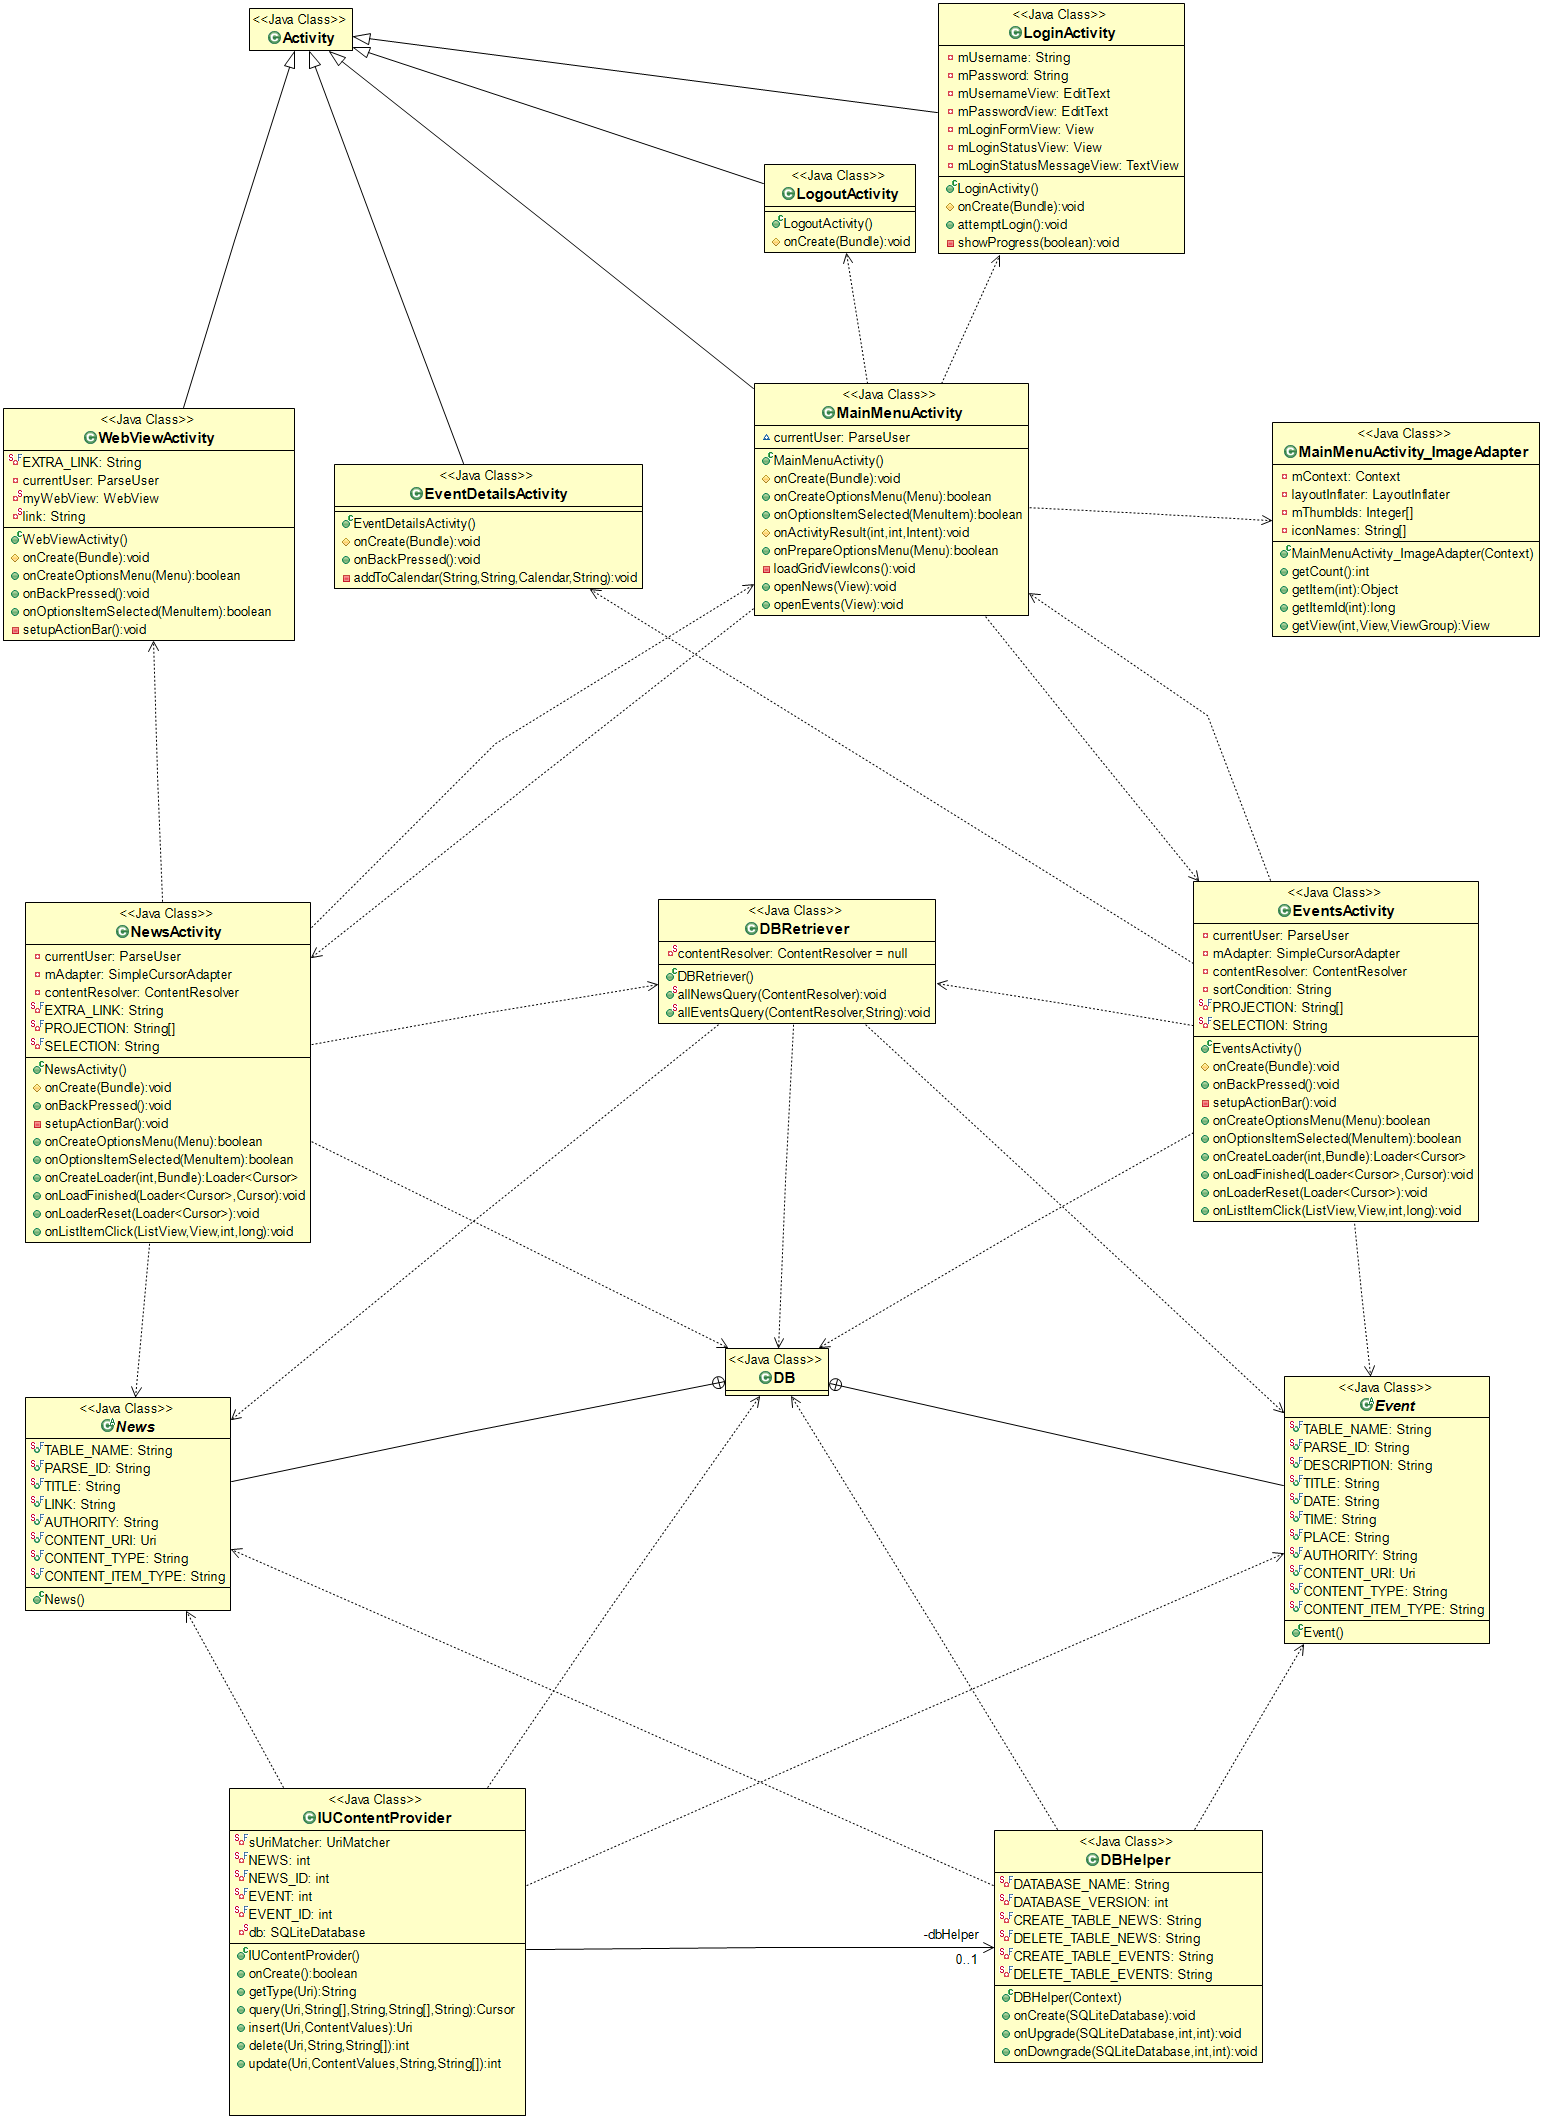 <<Java Class>>
Activity
<<Java Class>>
LoginActivity
mUsername: String
mPassword: String
mUsernameView: EditText
mPasswordView: EditText
mLoginFormView: View
mLoginStatusView: View
mLoginStatusMessageView: TextView
LoginActivity()
onCreate(Bundle):void
attemptLogin():void
showProgress(boolean):void
<<Java Class>>
LogoutActivity
LogoutActivity()
onCreate(Bundle):void
<<Java Class>>
MainMenuActivity
currentUser: ParseUser
MainMenuActivity()
onCreate(Bundle):void
onCreateOptionsMenu(Menu):boolean
onOptionsItemSelected(MenuItem):boolean
onActivityResult(int,int,Intent):void
onPrepareOptionsMenu(Menu):boolean
loadGridViewIcons():void
openNews(View):void
openEvents(View):void
<<Java Class>>
WebViewActivity
EXTRA_LINK: String
currentUser: ParseUser
myWebView: WebView
link: String
WebViewActivity()
onCreate(Bundle):void
onCreateOptionsMenu(Menu):boolean
onBackPressed():void
onOptionsItemSelected(MenuItem):boolean
setupActionBar():void
<<Java Class>>
EventDetailsActivity
EventDetailsActivity()
onCreate(Bundle):void
onBackPressed():void
addToCalendar(String,String,Calendar,String):void
<<Java Class>>
MainMenuActivity_ImageAdapter
mContext: Context
layoutInflater: LayoutInflater
mThumbIds: Integer[]
iconNames: String[]
MainMenuActivity_ImageAdapter(Context)
getCount():int
getItem(int):Object
getItemId(int):long
getView(int,View,ViewGroup):View
<<Java Class>>
NewsActivity
currentUser: ParseUser
mAdapter: SimpleCursorAdapter
contentResolver: ContentResolver
EXTRA_LINK: String
PROJECTION: String[]
SELECTION: String
NewsActivity()
onCreate(Bundle):void
onBackPressed():void
setupActionBar():void
onCreateOptionsMenu(Menu):boolean
onOptionsItemSelected(MenuItem):boolean
onCreateLoader(int,Bundle):Loader<Cursor>
onLoadFinished(Loader<Cursor>,Cursor):void
onLoaderReset(Loader<Cursor>):void
onListItemClick(ListView,View,int,long):void
<<Java Class>>
DBRetriever
contentResolver: ContentResolver = null
DBRetriever()
allNewsQuery(ContentResolver):void
allEventsQuery(ContentResolver,String):void
<<Java Class>>
EventsActivity
currentUser: ParseUser
mAdapter: SimpleCursorAdapter
contentResolver: ContentResolver
sortCondition: String
PROJECTION: String[]
SELECTION: String
EventsActivity()
onCreate(Bundle):void
onBackPressed():void
setupActionBar():void
onCreateOptionsMenu(Menu):boolean
onOptionsItemSelected(MenuItem):boolean
onCreateLoader(int,Bundle):Loader<Cursor>
onLoadFinished(Loader<Cursor>,Cursor):void
onLoaderReset(Loader<Cursor>):void
onListItemClick(ListView,View,int,long):void
<<Java Class>>
DB
<<Java Class>>
News
TABLE_NAME: String
PARSE_ID: String
TITLE: String
LINK: String
AUTHORITY: String
CONTENT_URI: Uri
CONTENT_TYPE: String
CONTENT_ITEM_TYPE: String
News()
<<Java Class>>
Event
TABLE_NAME: String
PARSE_ID: String
DESCRIPTION: String
TITLE: String
DATE: String
TIME: String
PLACE: String
AUTHORITY: String
CONTENT_URI: Uri
CONTENT_TYPE: String
CONTENT_ITEM_TYPE: String
Event()
<<Java Class>>
IUContentProvider
sUriMatcher: UriMatcher
NEWS: int
NEWS_ID: int
EVENT: int
EVENT_ID: int
db: SQLiteDatabase
IUContentProvider()
onCreate():boolean
getType(Uri):String
query(Uri,String[],String,String[],String):Cursor
insert(Uri,ContentValues):Uri
delete(Uri,String,String[]):int
update(Uri,ContentValues,String,String[]):int
-dbHelper
0..1
<<Java Class>>
DBHelper
DATABASE_NAME: String
DATABASE_VERSION: int
CREATE_TABLE_NEWS: String
DELETE_TABLE_NEWS: String
CREATE_TABLE_EVENTS: String
DELETE_TABLE_EVENTS: String
DBHelper(Context)
onCreate(SQLiteDatabase):void
onUpgrade(SQLiteDatabase,int,int):void
onDowngrade(SQLiteDatabase,int,int):void